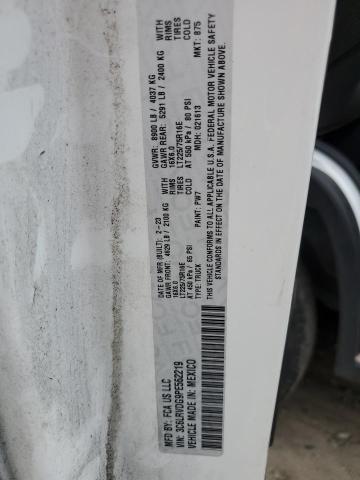 MFD BY: FCA US LLC
VIN: 3C6LRVDG9PE562219
VEHICLE MADE IN: MEXICO
DATE OF MFR (BUILT): 2-23 GVWR: 8900 LB / 4037 KG
GAWR FRONT: 4629 LB / 2100 KG WITH GAWR REAR: 5291 LB / 2400 KG WITH
16X6.0 RIMS 16X6.0 RIMS
LT225/75R16E TIRES LT225/75R16E TIRES
AT 450 kPa / 65 PSI COLD AT 550 kPa / 80 PSI COLD
TYPE: TRUCK PAINT: PW7 MDH: 021613 MKT: B75
VEHICLE CONFORMS TO ALL APPLICABLE U.S.A. FEDERAL MOTOR VEHICLE SAFETY
STANDARDS IN EFFECT ON THE DATE OF MANUFACTURE SHOWN ABOVE.